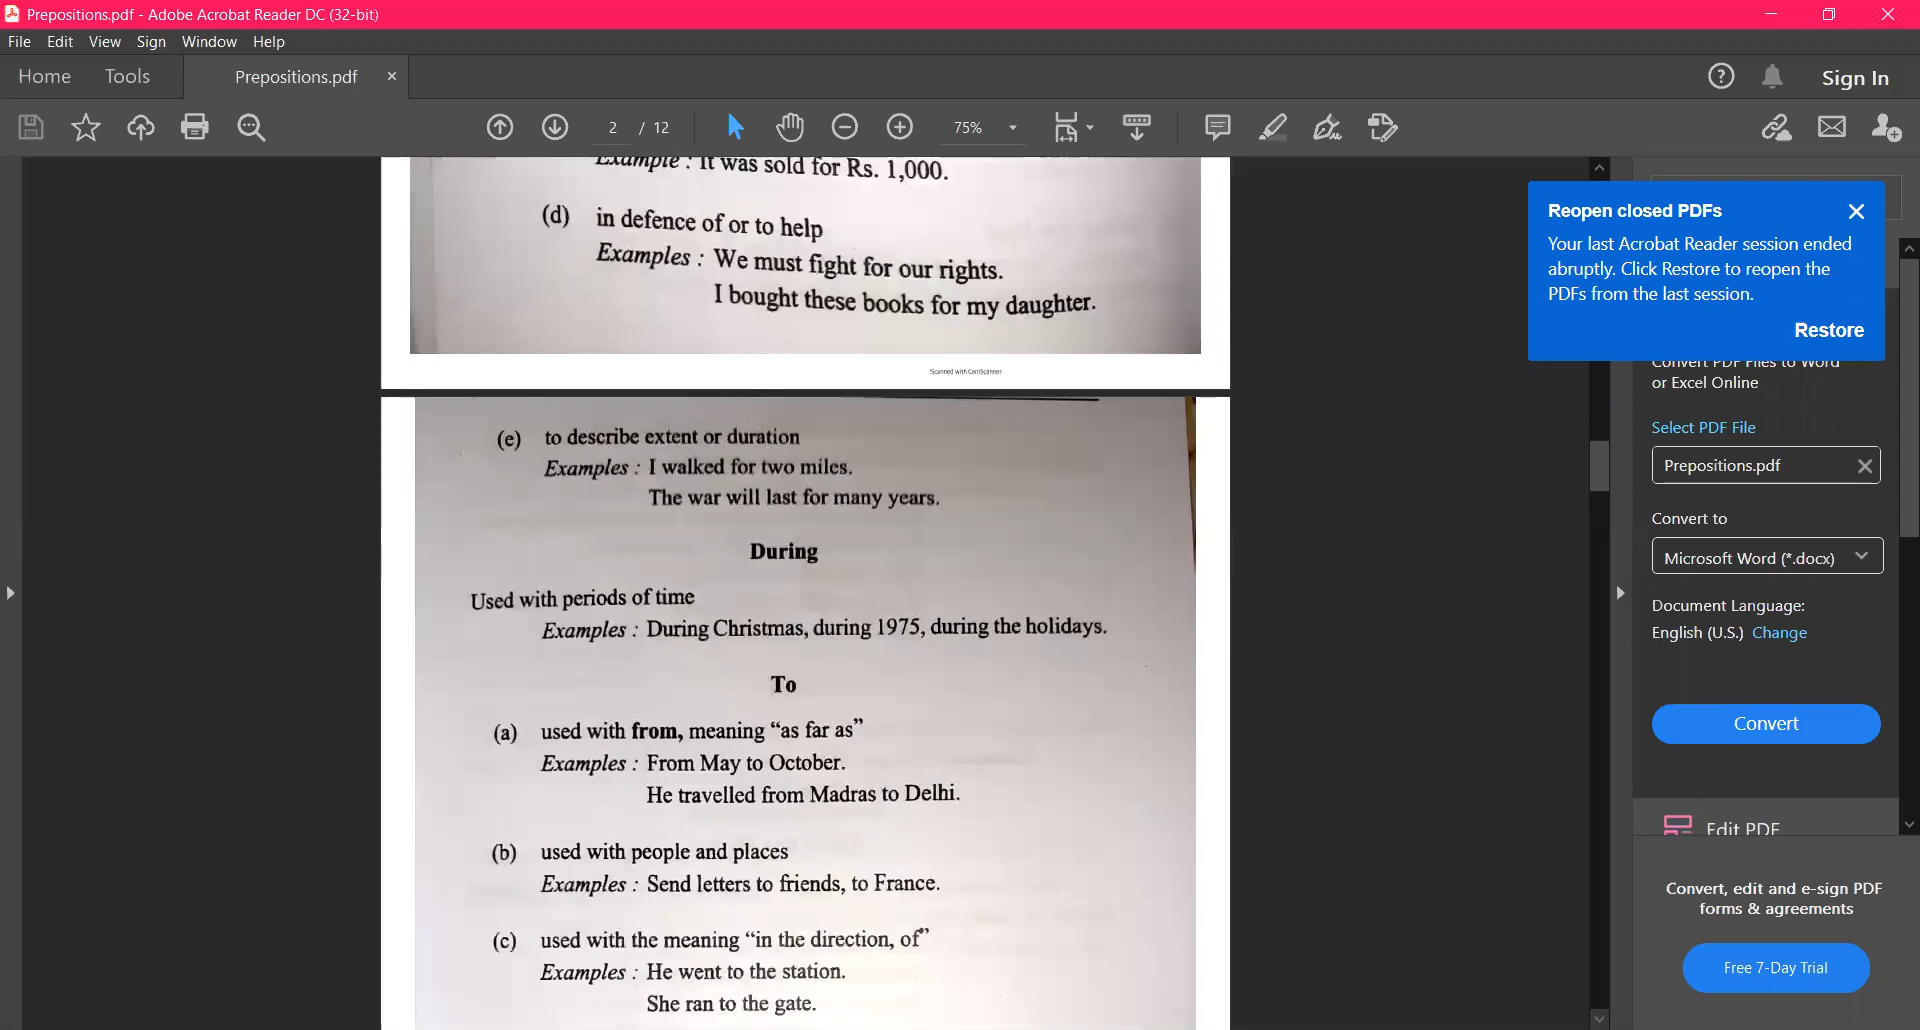 Prepositions.pdf - Adobe Acrobat Reader DC (32-bit)
File Edit View Sign Window Help
Home Tools Prepositions.pdf
Sign In
2 / 12 75%
Example : It was sold for Rs. 1,000.
(d) in defence of or to help
Examples : We must fight for our rights.
I bought these books for my daughter.
Scanned with CamScanner
(e) to describe extent or duration
Examples : I walked for two miles.
The war will last for many years.
During
Used with periods of time
Examples : During Christmas, during 1975, during the holidays.
To
(a) used with from, meaning “as far as”
Examples : From May to October.
He travelled from Madras to Delhi.
(b) used with people and places
Examples : Send letters to friends, to France.
(c) used with the meaning “in the direction, of”
Examples : He went to the station.
She ran to the gate.
Reopen closed PDFs
Your last Acrobat Reader session ended
abruptly. Click Restore to reopen the
PDFs from the last session.
Restore
Convert PDF Files to Word
or Excel Online
Select PDF File
Prepositions.pdf
Convert to
Microsoft Word (*.docx)
Document Language:
English (U.S.) Change
Convert
Edit PDF
Convert, edit and e-sign PDF
forms & agreements
Free 7-Day Trial